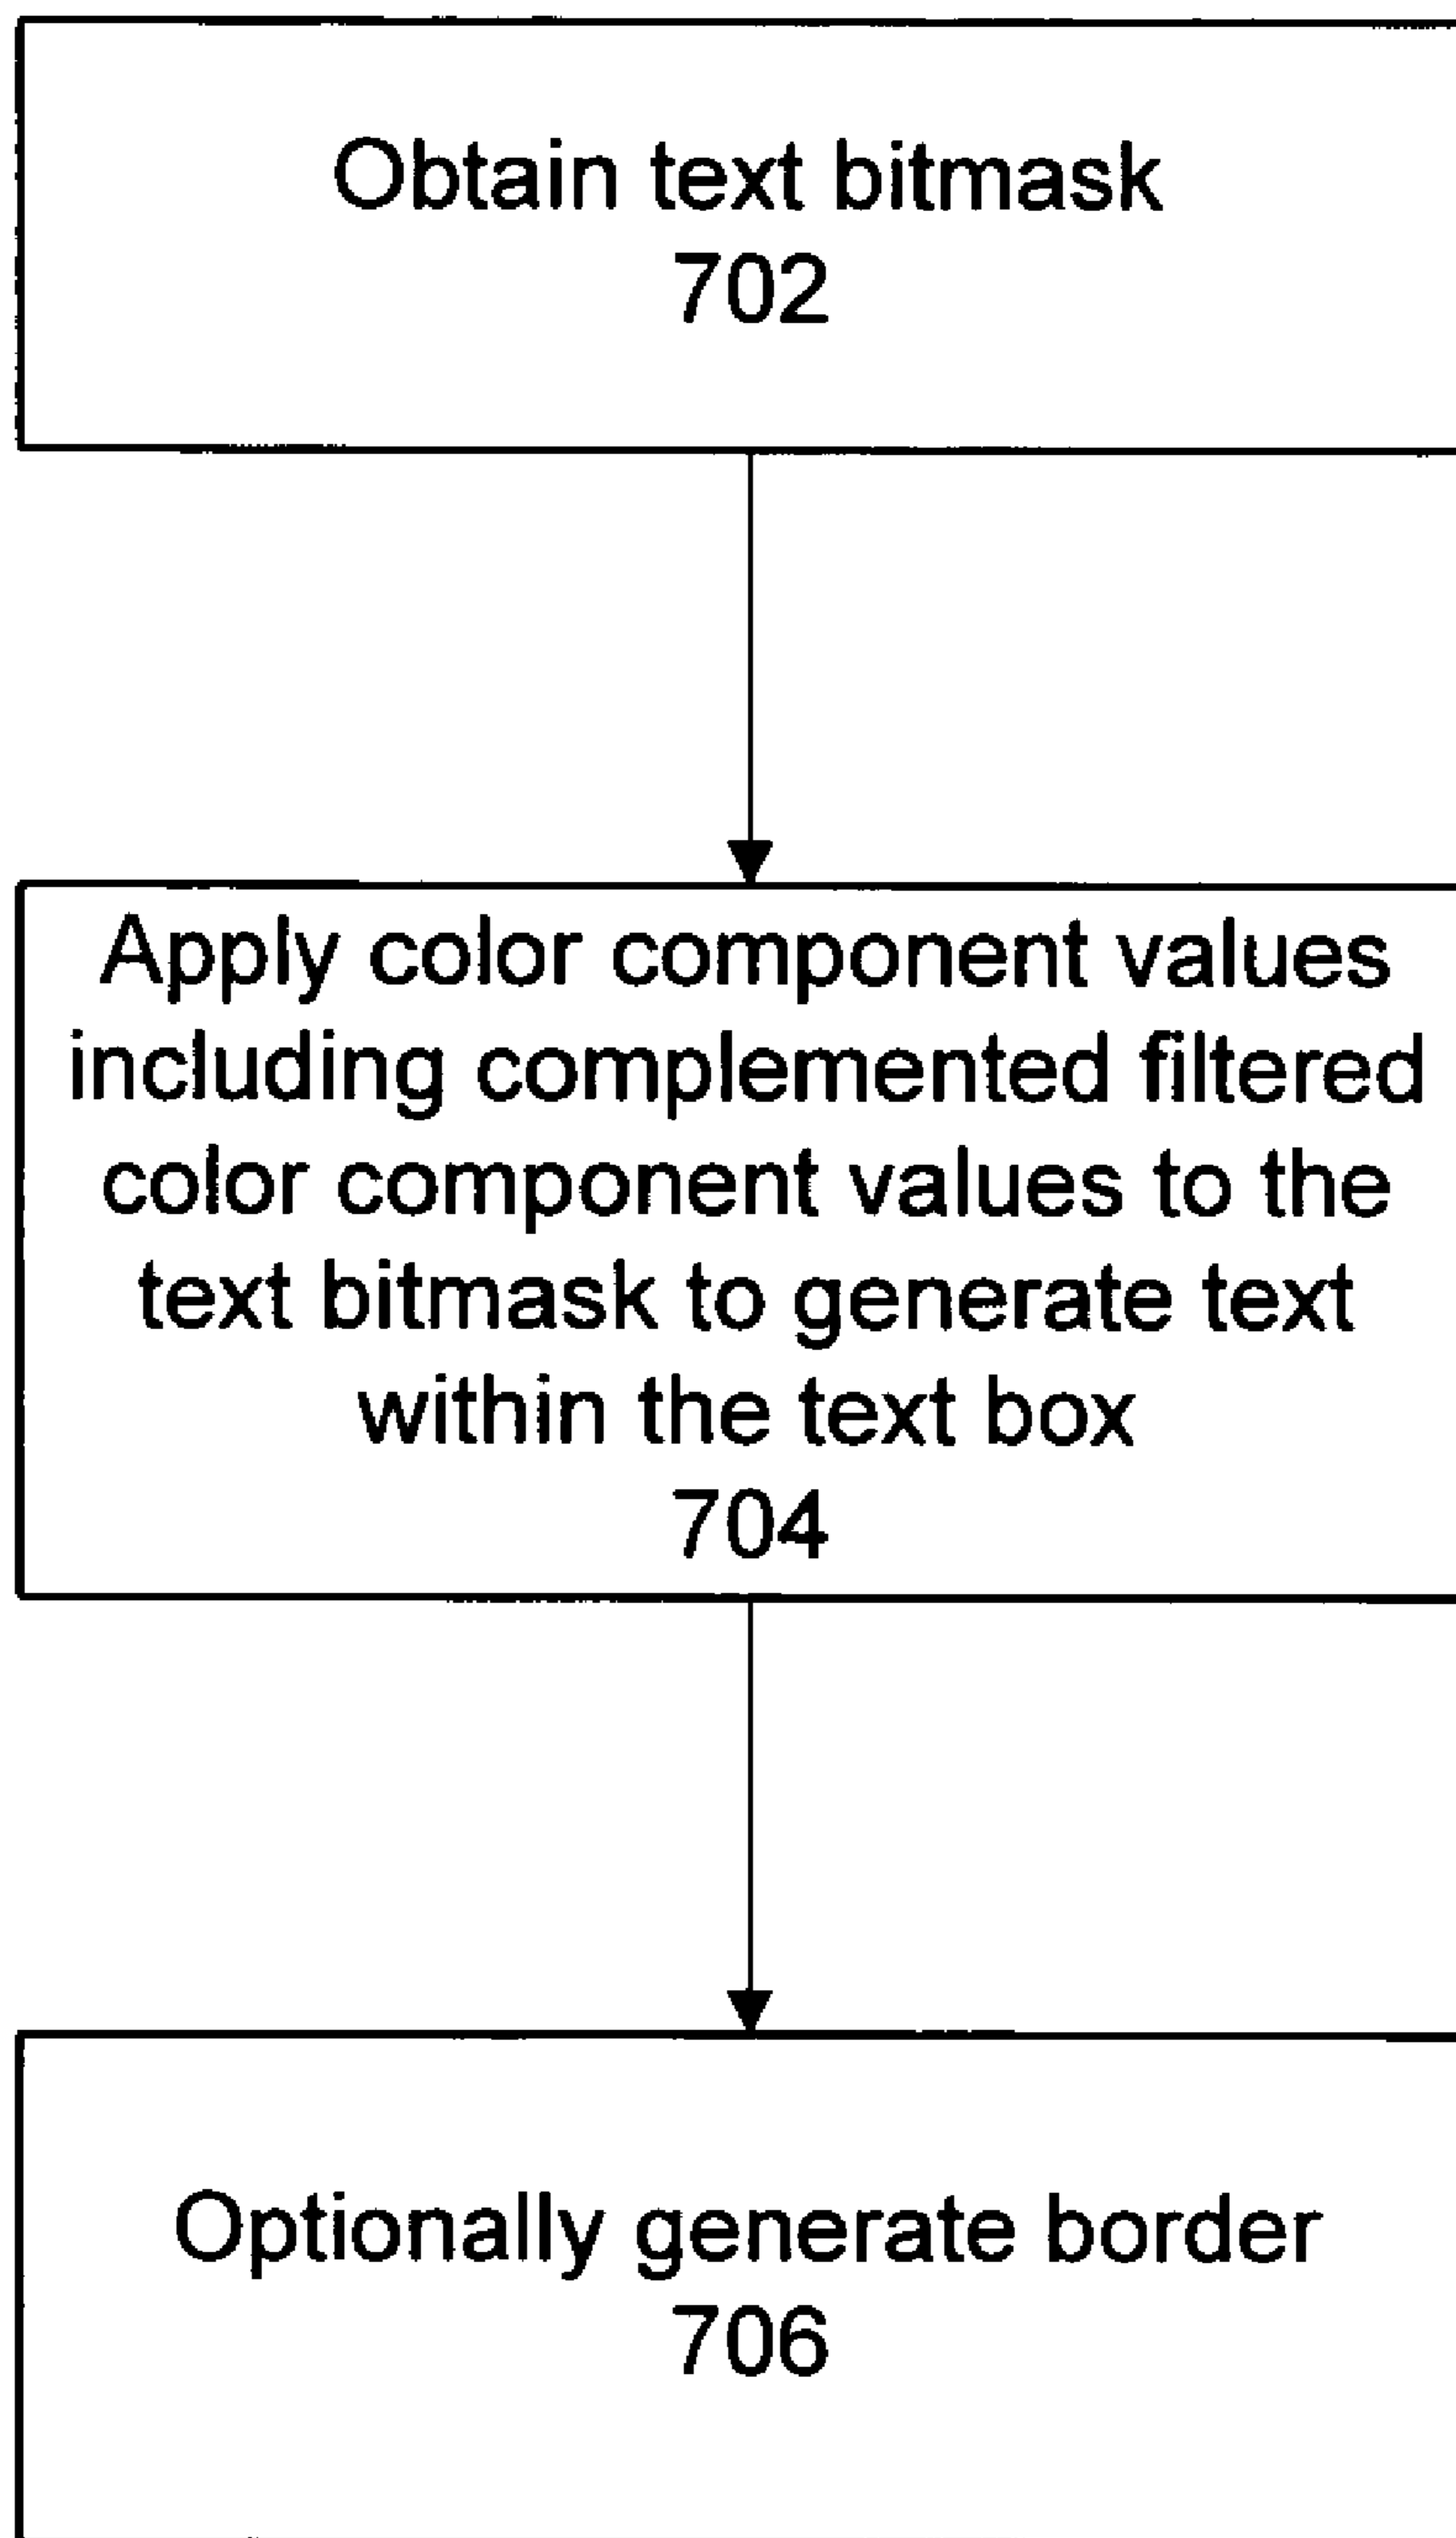 Obtain text bitmask
702
Apply color component values
including complemented filtered
color component values to the
text bitmask to generate text
within the text box
704
Optionally generate border
706